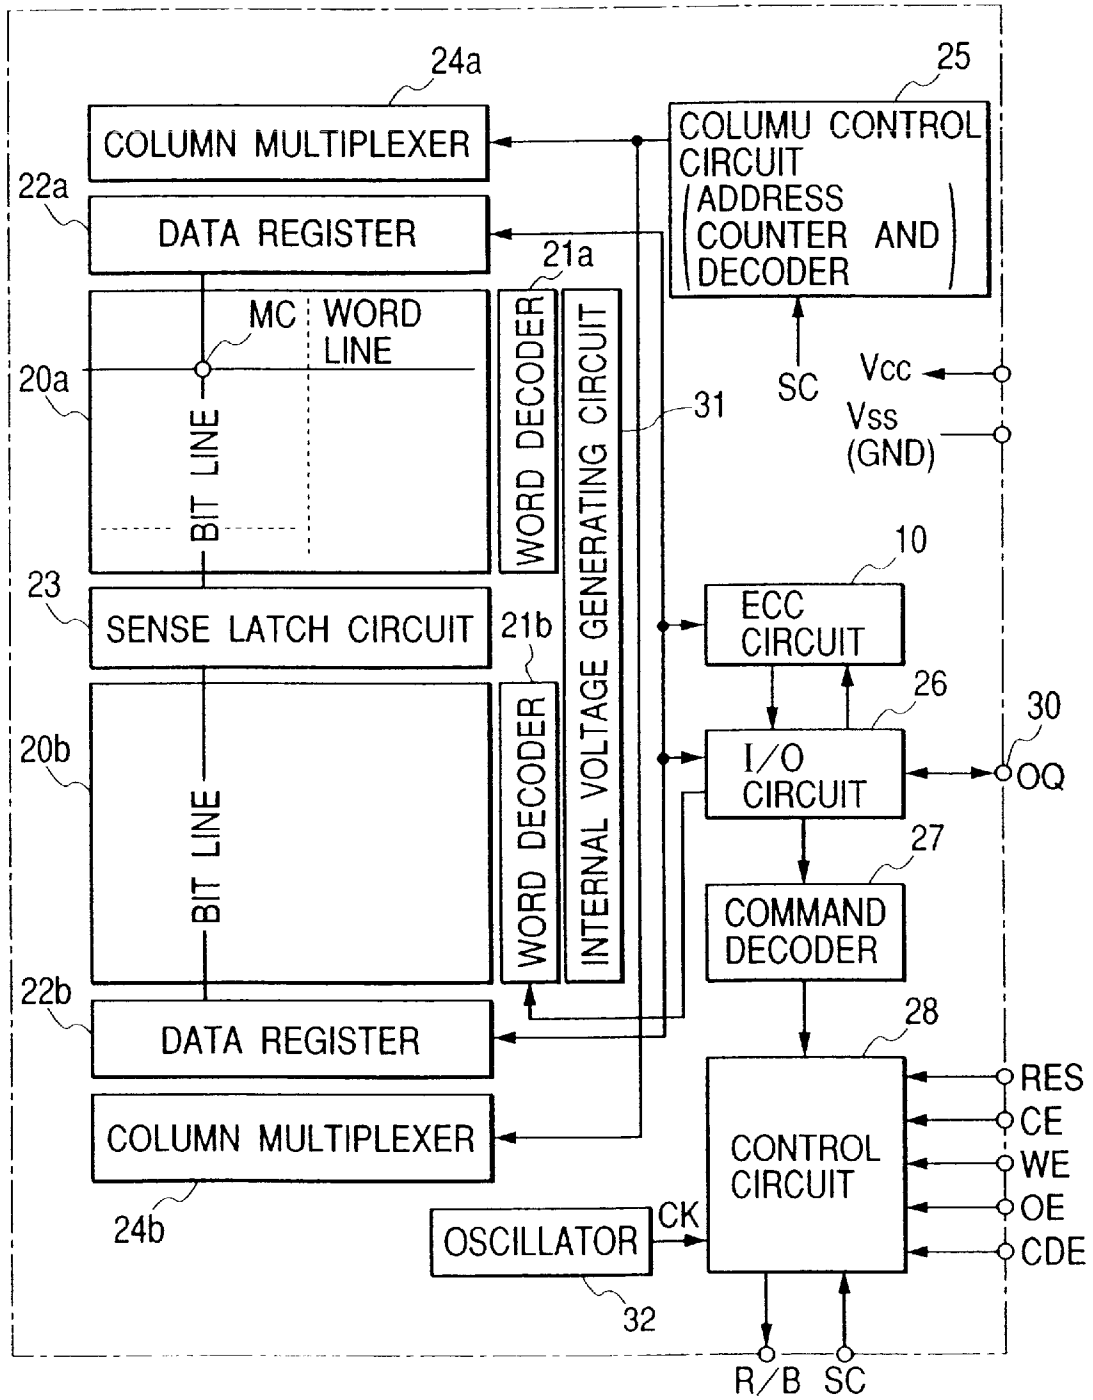 24a
25
COLUMN MULTIPLEXER
COLUMU CONTROL
CIRCUIT
(ADDRESS
COUNTER AND
DECODER)
22a
DATA REGISTER
21a
MC
WORD
LINE
20a
BIT LINE
WORD DECODER
INTERNAL VOLTAGE GENERATING CIRCUIT
31
SC
Vcc
Vss
(GND)
23
SENSE LATCH CIRCUIT
21b
10
ECC
CIRCUIT
26
30
20b
BIT LINE
WORD DECODER
I/O
CIRCUIT
OQ
27
COMMAND
DECODER
22b
DATA REGISTER
28
COLUMN MULTIPLEXER
24b
CONTROL
CIRCUIT
RES
CE
WE
OE
CDE
OSCILLATOR
CK
32
R/B
SC